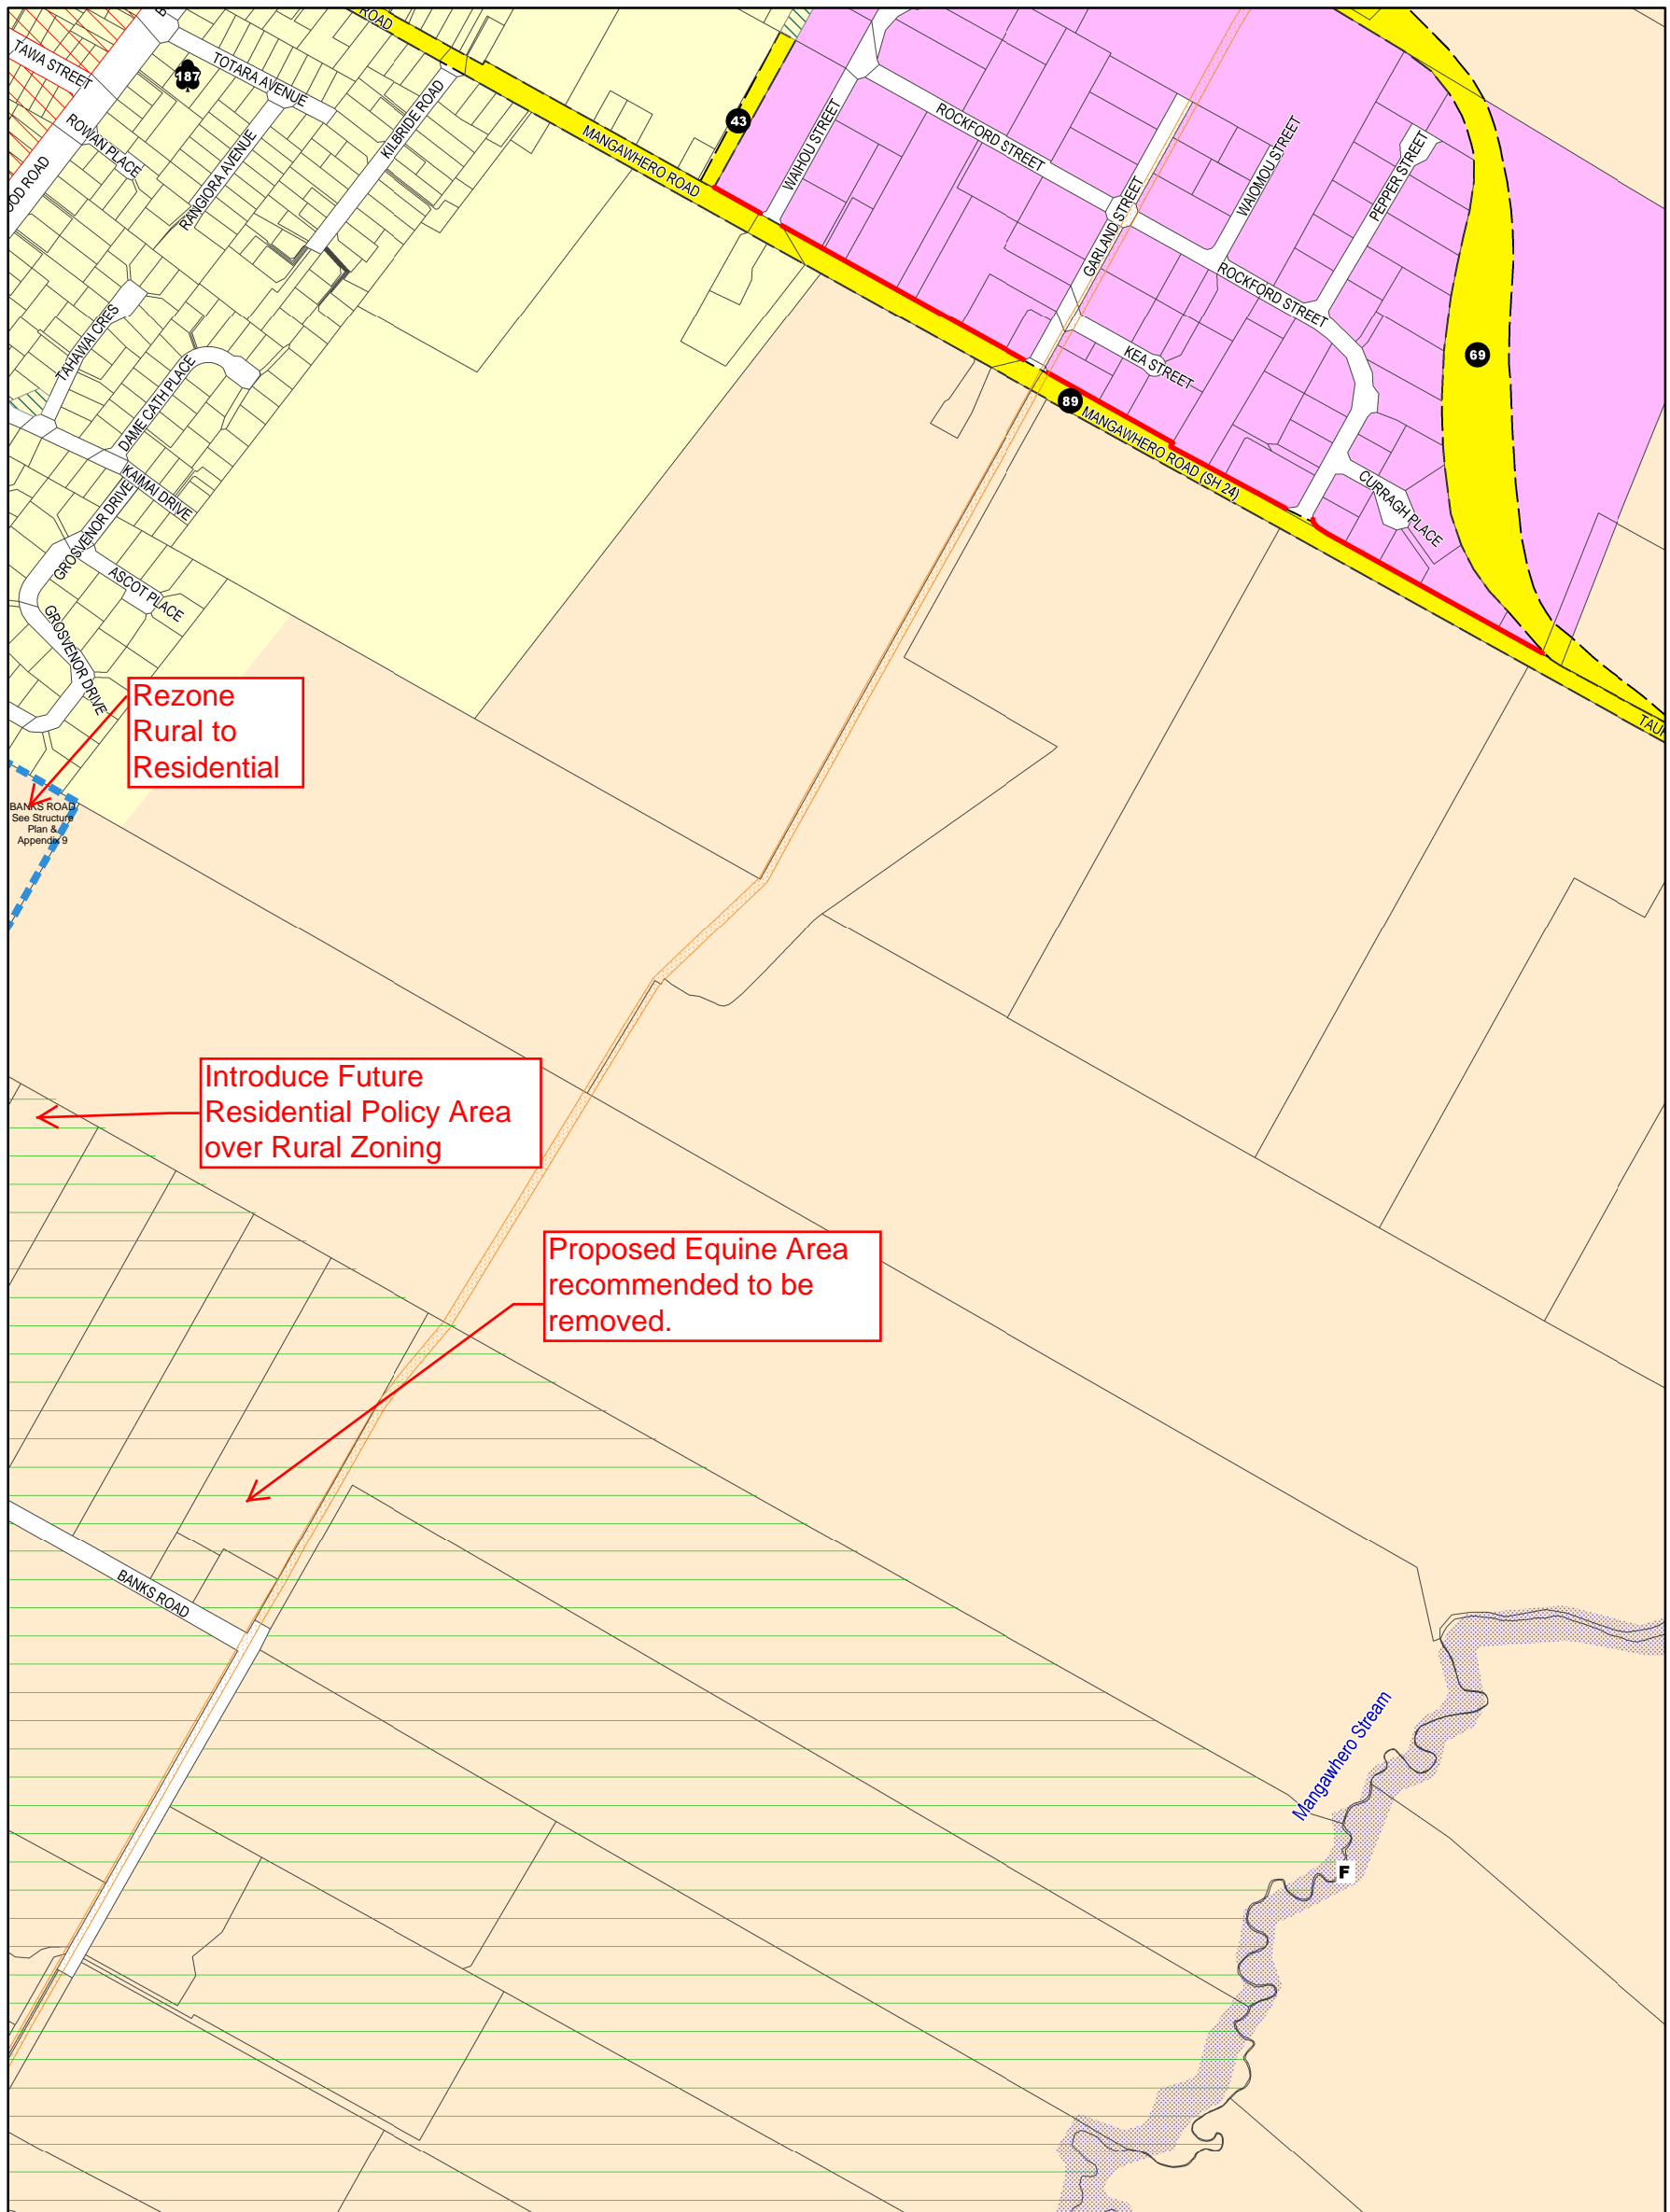 ROAD
TAWA STREET
187
TOTARA AVENUE
ROWAN PLACE
OOD ROAD
RANGIORA AVENUE
KILBRIDE ROAD
MANGAWHERO ROAD
43
WAIHOU STREET
ROCKFORD STREET
GARLAND STREET
WAIOMOU STREET
PEPPER STREET
ROCKFORD STREET
KEA STREET
69
89
MANGAWHERO ROAD (SH 24)
CURRAGH PLACE
TAHAWAI CRES
DAME CATH PLACE
KAIMAI DRIVE
GROSVENOR DRIVE
ASCOT PLACE
GROSVENOR DRIVE
TAU
Rezone
Rural to
Residential
BANKS ROAD
See Structure
Plan &
Appendix 9
Introduce Future
Residential Policy Area
over Rural Zoning
Proposed Equine Area
recommended to be
removed.
BANKS ROAD
Mangawhero Stream
F